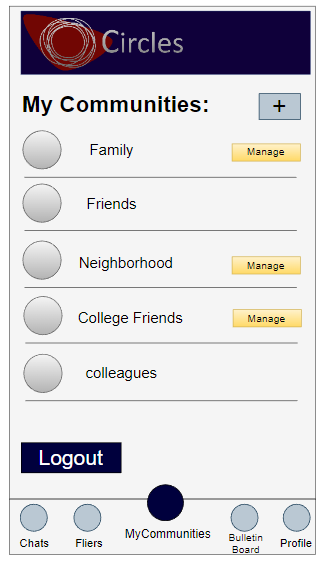 Circles
My Communities:
+
Family
Manage
Friends
Neighborhood
Manage
College Friends
Manage
colleagues
Logout
Chats
Fliers
MyCommunities
Bulletin
Board
Profile